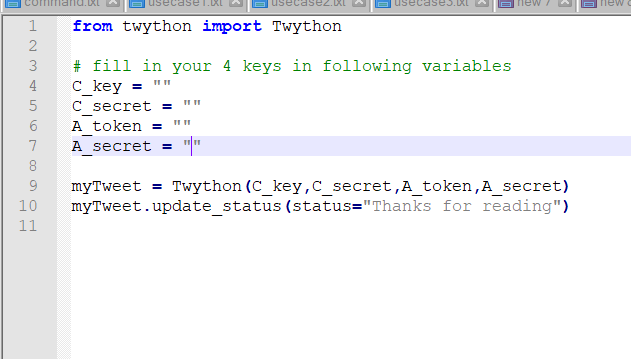 command.txt usecase1.txt usecase2.txt usecase3.txt new 7 new
1 from twython import Twython
2
3 # fill in your 4 keys in following variables
4 C_key = ""
5 C_secret = ""
6 A_token = ""
7 A_secret = ""
8
9 myTweet = Twython(C_key,C_secret,A_token,A_secret)
10 myTweet.update_status(status="Thanks for reading")
11